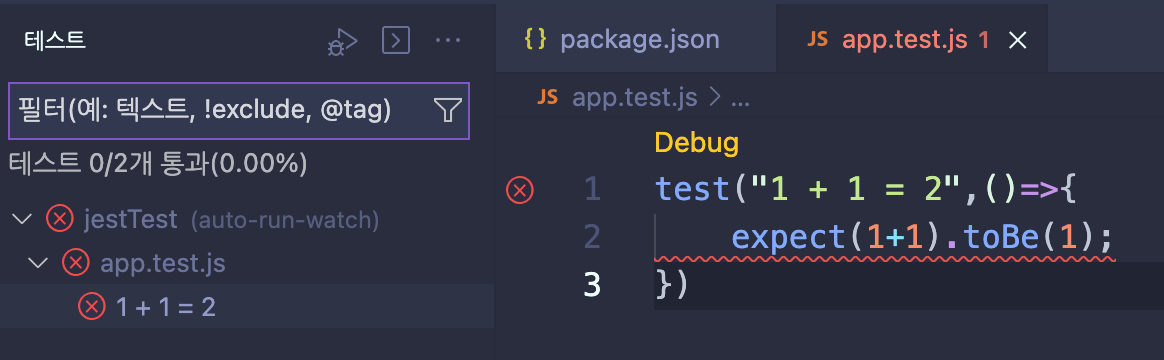 테스트
필터(예: 텍스트, !exclude, @tag)
테스트 0/2개 통과(0.00%)
jestTest (auto-run-watch)
app.test.js
1 + 1 = 2
{} package.json
JS app.test.js 1
JS app.test.js > ...
Debug
1 test("1 + 1 = 2",()=>{
2 expect(1+1).toBe(1);
3 })